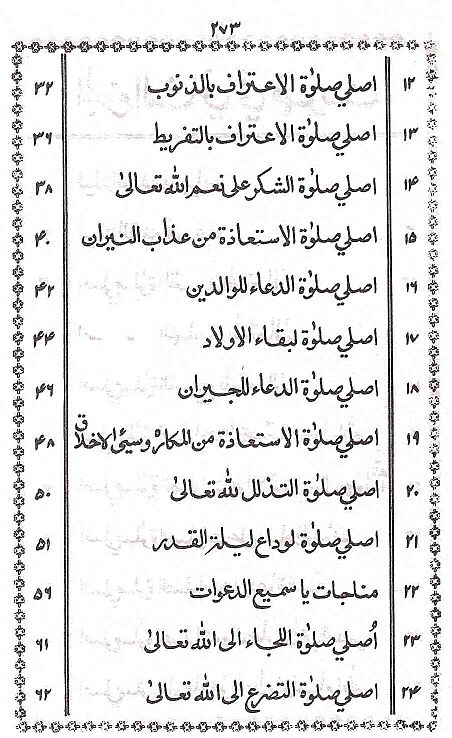 ۲۷۳
۱۲ اصلي صلوٰة الاعتراف بالذنوب ۳۲
۱۳ اصلي صلوٰة الاعتراف بالتفريط ۳۶
۱۴ اصلي صلوٰة الشكر على نعم الله تعالىٰ ۳۸
۱۵ اصلي صلوٰة الاستعاذة من عذاب النيران ۴۰
۱۶ اصلي صلوٰة الدعاء للوالدين ۴۲
۱۷ اصلي صلوٰة لبقاء الاولاد ۴۴
۱۸ اصلي صلوٰة الدعاء للجيران ۴۶
۱۹ اصلي صلوٰة الاستعاذة من المكاره وسيئ الاخلاق ۴۸
۲۰ اصلي صلوٰة التذلل لله تعالىٰ ۵۰
۲۱ اصلي صلوٰة لوداع ليلة القدر ۵۱
۲۲ مناجات يا سميع الدعوات ۵۶
۲۳ اُصلي صلوٰة اللجاء الى الله تعالىٰ ۶۱
۲۴ اصلي صلوٰة التضرع الى الله تعالىٰ ۶۲